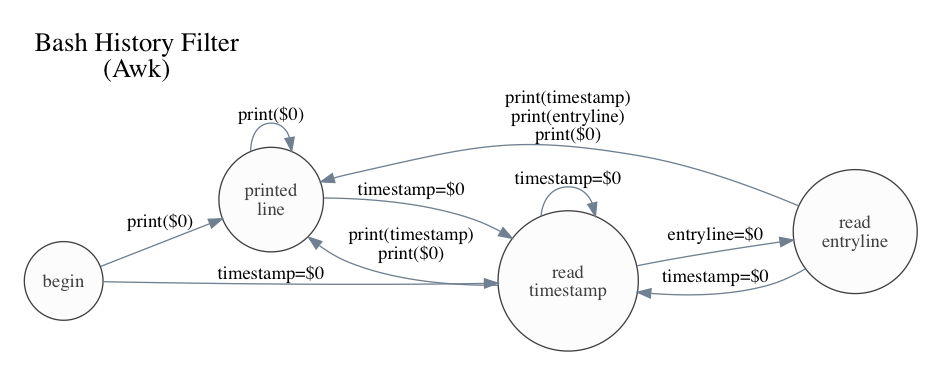 Bash History Filter
(Awk)
print(timestamp)
print(entryline)
print($0)
print($0)
timestamp=$0
printed
line
timestamp=$0
print($0)
read
entryline
print(timestamp)
print($0)
entryline=$0
begin
timestamp=$0
read
timestamp
timestamp=$0